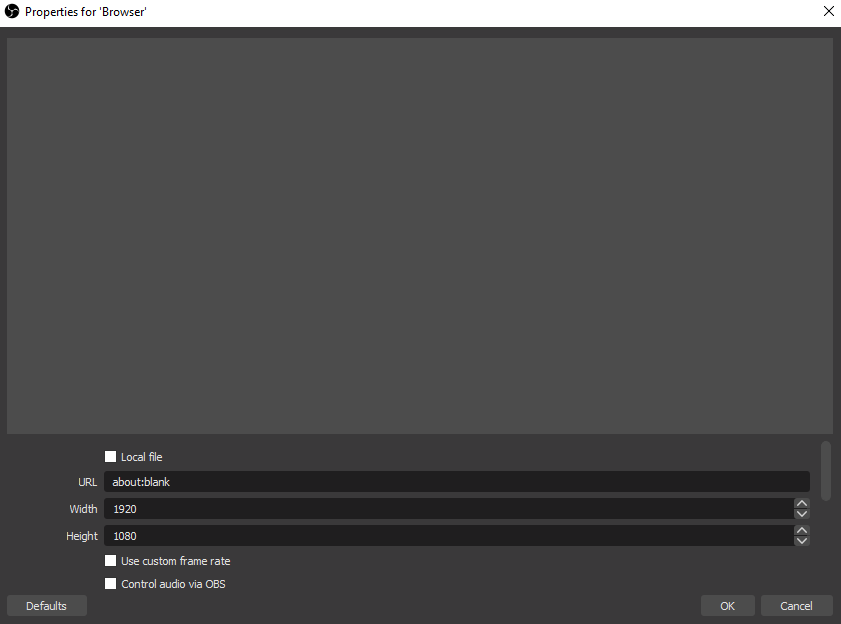 Properties for 'Browser'
Local file
URL about:blank
Width 1920
Height 1080
Use custom frame rate
Control audio via OBS
Defaults OK Cancel